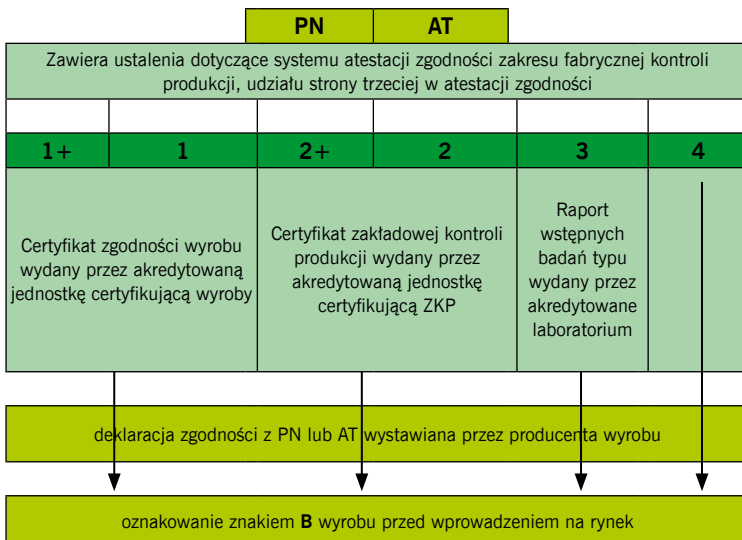 PN AT
Zawiera ustalenia dotyczące systemu atestacji zgodności zakresu fabrycznej kontroli
produkcji, udziału strony trzeciej w atestacji zgodności
1+ 1 2+ 2 3 4
Certyfikat zgodności wyrobu
wydany przez akredytowaną
jednostkę certyfikującą wyroby
Certyfikat zakładowej kontroli
produkcji wydany przez
akredytowaną jednostkę
certyfikującą ZKP
Raport
wstępnych
badań typu
wydany przez
akredytowane
laboratorium
deklaracja zgodności z PN lub AT wystawiana przez producenta wyrobu
oznakowanie znakiem B wyrobu przed wprowadzeniem na rynek